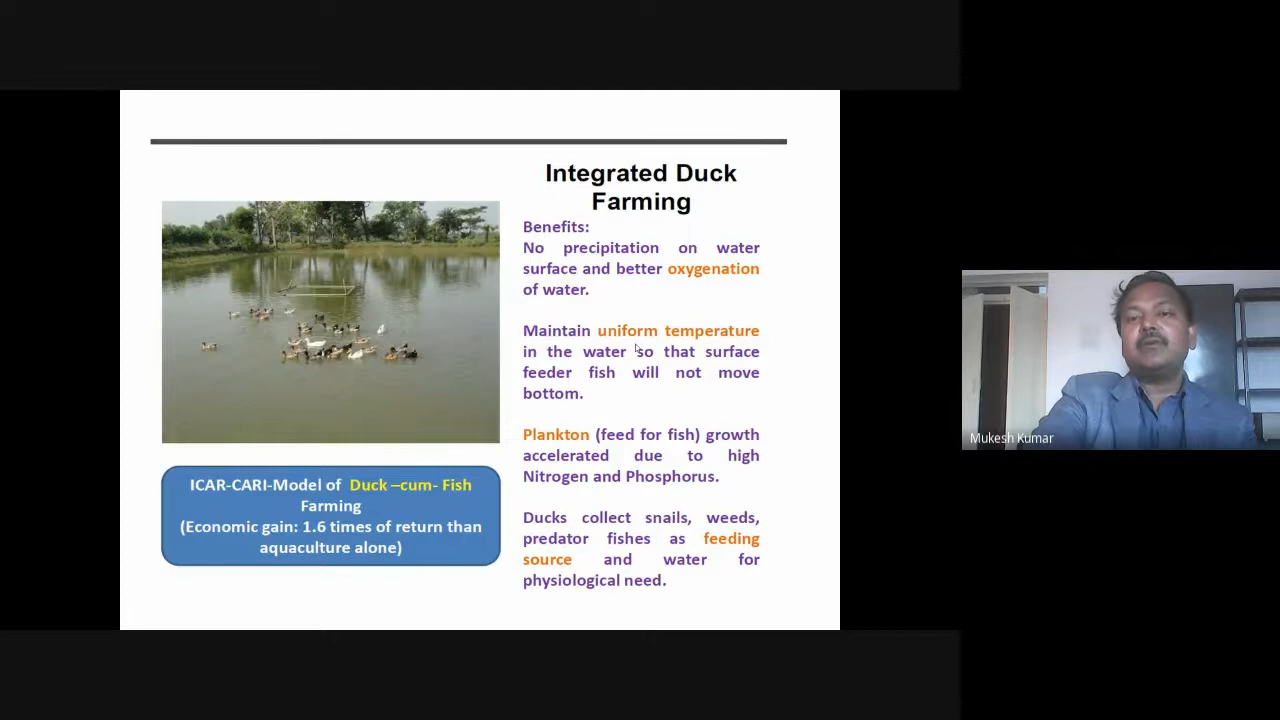 Integrated Duck
Farming
Benefits:
No precipitation on water
surface and better oxygenation
of water.
Maintain uniform temperature
in the water so that surface
feeder fish will not move
bottom.
Plankton (feed for fish) growth
accelerated due to high
Nitrogen and Phosphorus.
Ducks collect snails, weeds,
predator fishes as feeding
source and water for
physiological need.
ICAR-CARI-Model of Duck –cum- Fish
Farming
(Economic gain: 1.6 times of return than
aquaculture alone)
Mukesh Kumar